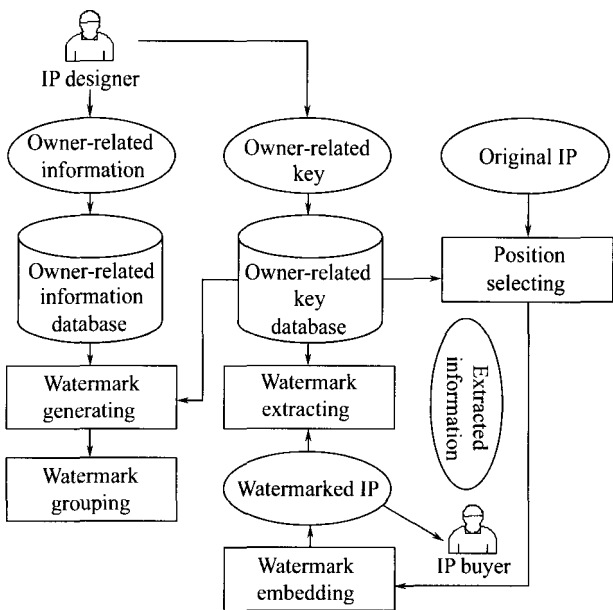 IP designer
Owner-related
information
Owner-related
key
Original IP
Owner-related
information
database
Owner-related
key
database
Position
selecting
Watermark
generating
Watermark
extracting
Extracted
information
Watermark
grouping
Watermarked IP
IP buyer
Watermark
embedding